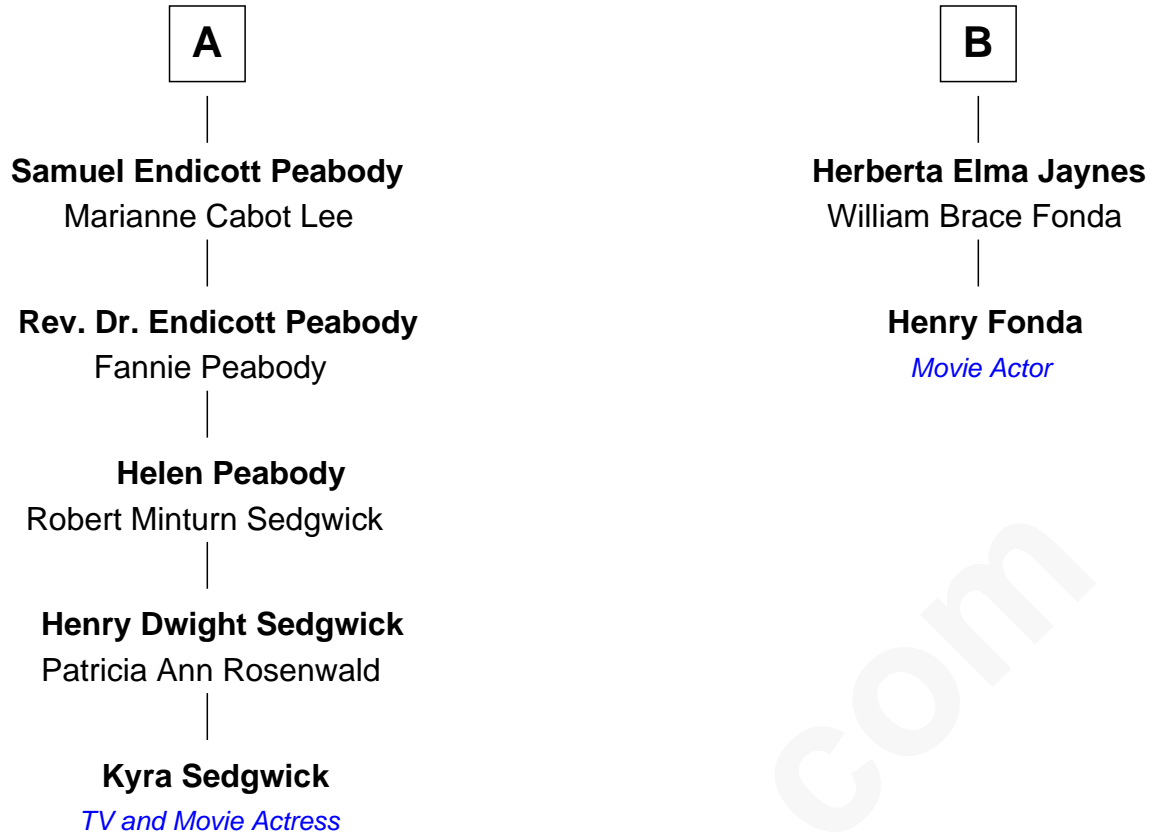 A
Samuel Endicott Peabody
Marianne Cabot Lee
Rev. Dr. Endicott Peabody
Fannie Peabody
Helen Peabody
Robert Minturn Sedgwick
Henry Dwight Sedgwick
Patricia Ann Rosenwald
Kyra Sedgwick
TV and Movie Actress
B
Herberta Elma Jaynes
William Brace Fonda
Henry Fonda
Movie Actor
com